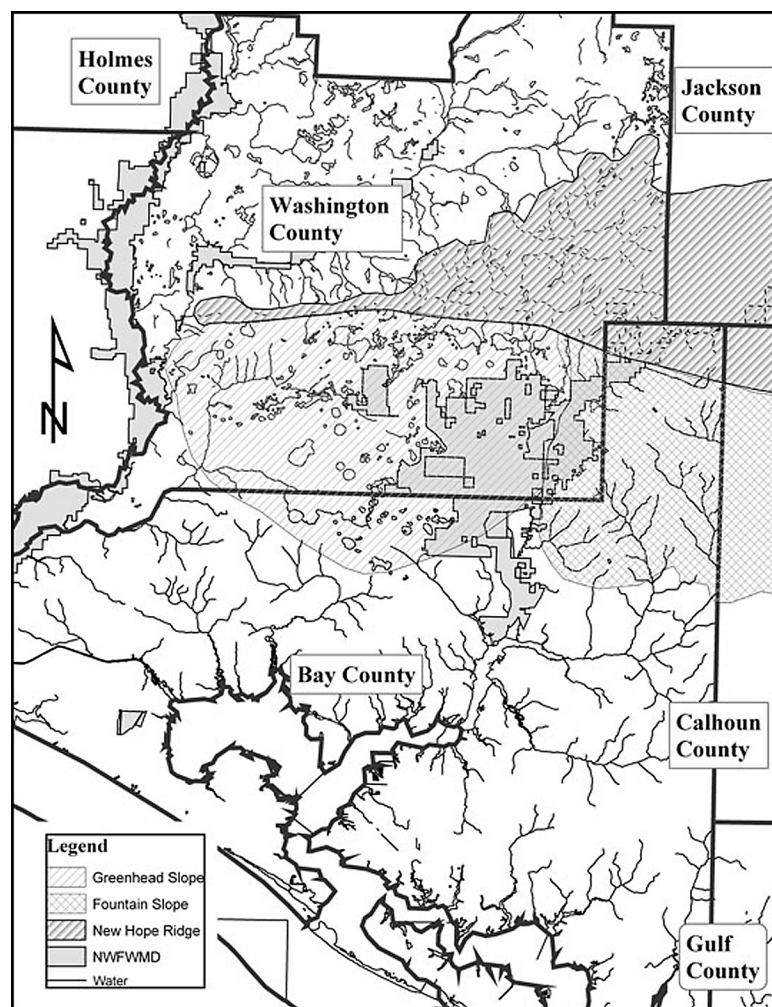 Holmes
County
Jackson
County
Washington
County
N
Bay County
Calhoun
County
Legend
Greenhead Slope
Fountain Slope
New Hope Ridge
NWFWMD
Water
Gulf
County